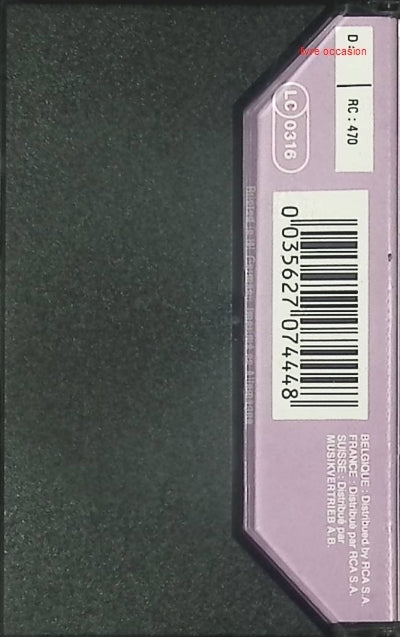 livre occasion
D
RC : 470
LC 0316
0 035627 074448
BELGIQUE : Distribued by RCA S.A.
FRANCE : Distribué par RCA S.A.
SUISSE : Distribué par
MUSIKVERTRIEB A.B.